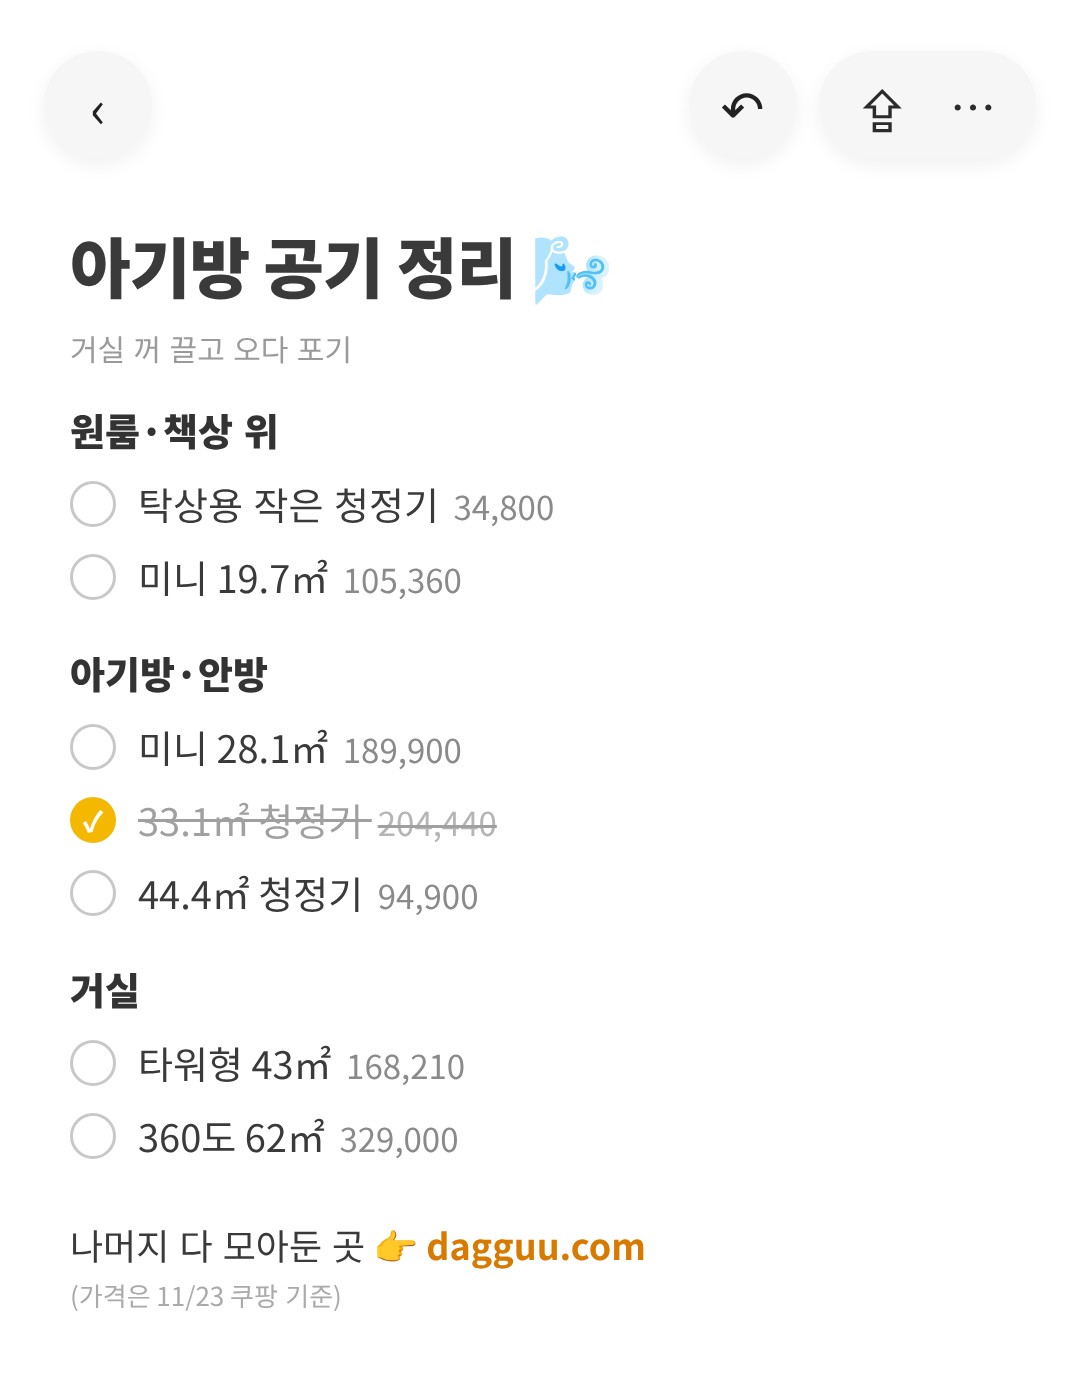 아기방 공기 정리 🌬️
거실 꺼 끌고 오다 포기
원룸·책상 위
탁상용 작은 청정기 34,800
미니 19.7㎡ 105,360
아기방·안방
미니 28.1㎡ 189,900
33.1㎡ 청정기 204,440
44.4㎡ 청정기 94,900
거실
타워형 43㎡ 168,210
360도 62㎡ 329,000
나머지 다 모아둔 곳 👉 dagguu.com
(가격은 11/23 쿠팡 기준)